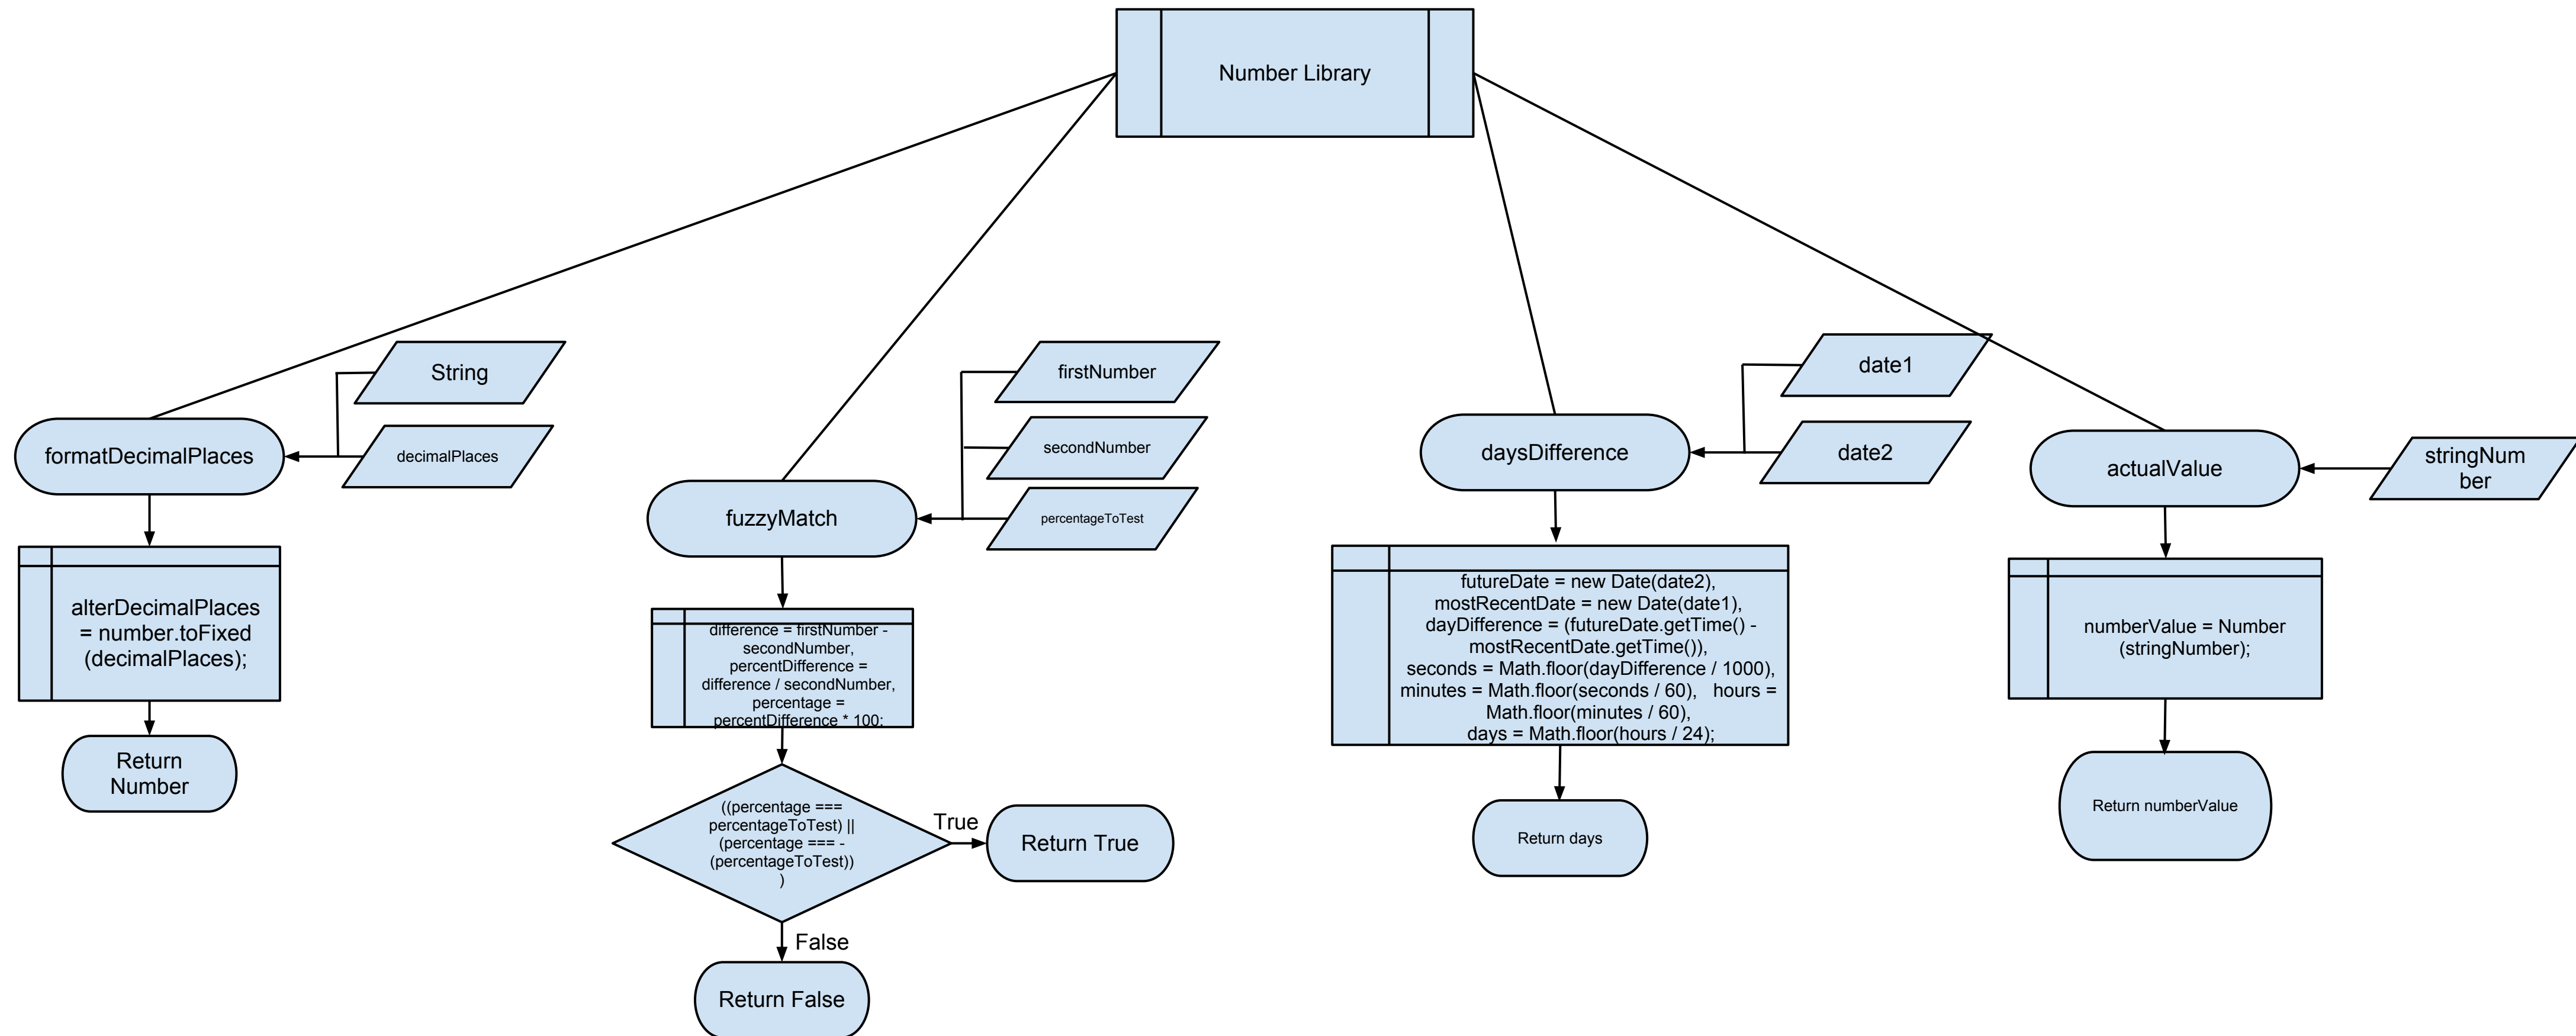 Number Library
String
formatDecimalPlaces
decimalPlaces
alterDecimalPlaces
= number.toFixed
(decimalPlaces);
Return
Number
firstNumber
secondNumber
fuzzyMatch
percentageToTest
difference = firstNumber -
secondNumber,
percentDifference =
difference / secondNumber,
percentage =
percentDifference * 100;
((percentage ===
percentageToTest) ||
(percentage === -
(percentageToTest))
)
True
Return True
False
Return False
date1
daysDifference
date2
futureDate = new Date(date2),
mostRecentDate = new Date(date1),
dayDifference = (futureDate.getTime() -
mostRecentDate.getTime()),
seconds = Math.floor(dayDifference / 1000),
minutes = Math.floor(seconds / 60),   hours =
Math.floor(minutes / 60),
days = Math.floor(hours / 24);
Return days
actualValue
stringNum
ber
numberValue = Number
(stringNumber);
Return numberValue